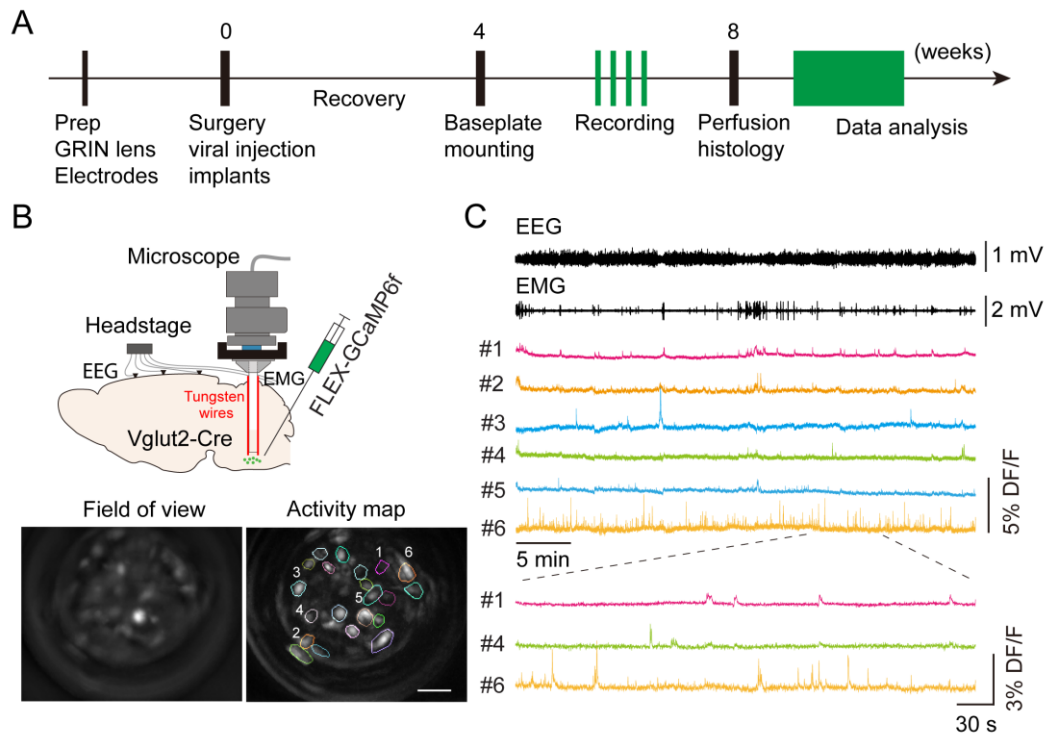 A
0
4
8
(weeks)
Recovery
Prep
GRIN lens
Electrodes
Surgery
viral injection
implants
Baseplate
mounting
Recording
Perfusion
histology
Data analysis
B
Microscope
Headstage
EEG
EMG
FLEX-GCaMP6f
Tungsten
wires
Vglut2-Cre
Field of view
Activity map
1
6
3
5
4
2
C
EEG
1 mV
EMG
2 mV
#1
#2
#3
#4
#5
#6
5% DF/F
5 min
#1
#4
#6
3% DF/F
30 s